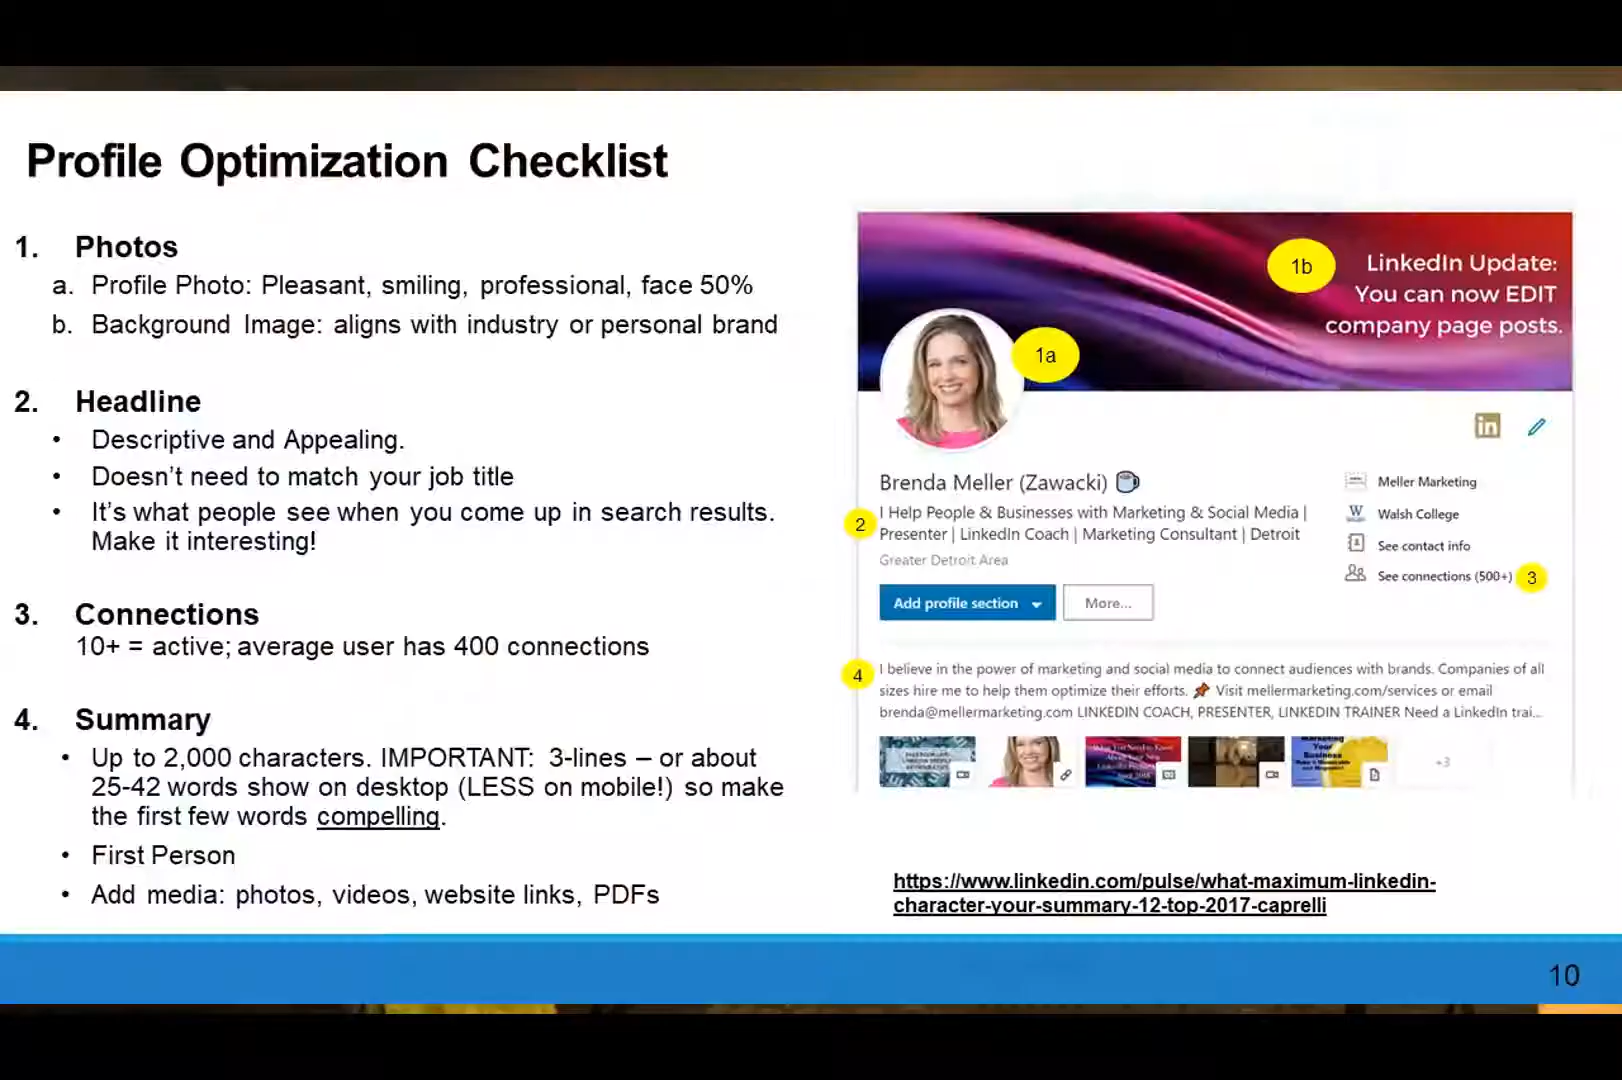 Profile Optimization Checklist
1. Photos
a. Profile Photo: Pleasant, smiling, professional, face 50%
b. Background Image: aligns with industry or personal brand
2. Headline
• Descriptive and Appealing.
• Doesn't need to match your job title
• It's what people see when you come up in search results.
Make it interesting!
3. Connections
10+ = active; average user has 400 connections
4. Summary
• Up to 2,000 characters. IMPORTANT: 3-lines – or about
25-42 words show on desktop (LESS on mobile!) so make
the first few words compelling.
• First Person
• Add media: photos, videos, website links, PDFs
1b
LinkedIn Update:
You can now EDIT
company page posts.
1a
in
Brenda Meller (Zawacki)
2
I Help People & Businesses with Marketing & Social Media |
Presenter | LinkedIn Coach | Marketing Consultant | Detroit
Greater Detroit Area
Add profile section
More...
Meller Marketing
W
Walsh College
See contact info
See connections (500+)
3
4
I believe in the power of marketing and social media to connect audiences with brands. Companies of all
sizes hire me to help them optimize their efforts. 📌 Visit mellermarketing.com/services or email
brenda@mellermarketing.com LINKEDIN COACH, PRESENTER, LINKEDIN TRAINER Need a LinkedIn trai...
What You Need to Know
Your
Business
+3
https://www.linkedin.com/pulse/what-maximum-linkedin-
character-your-summary-12-top-2017-caprelli
10